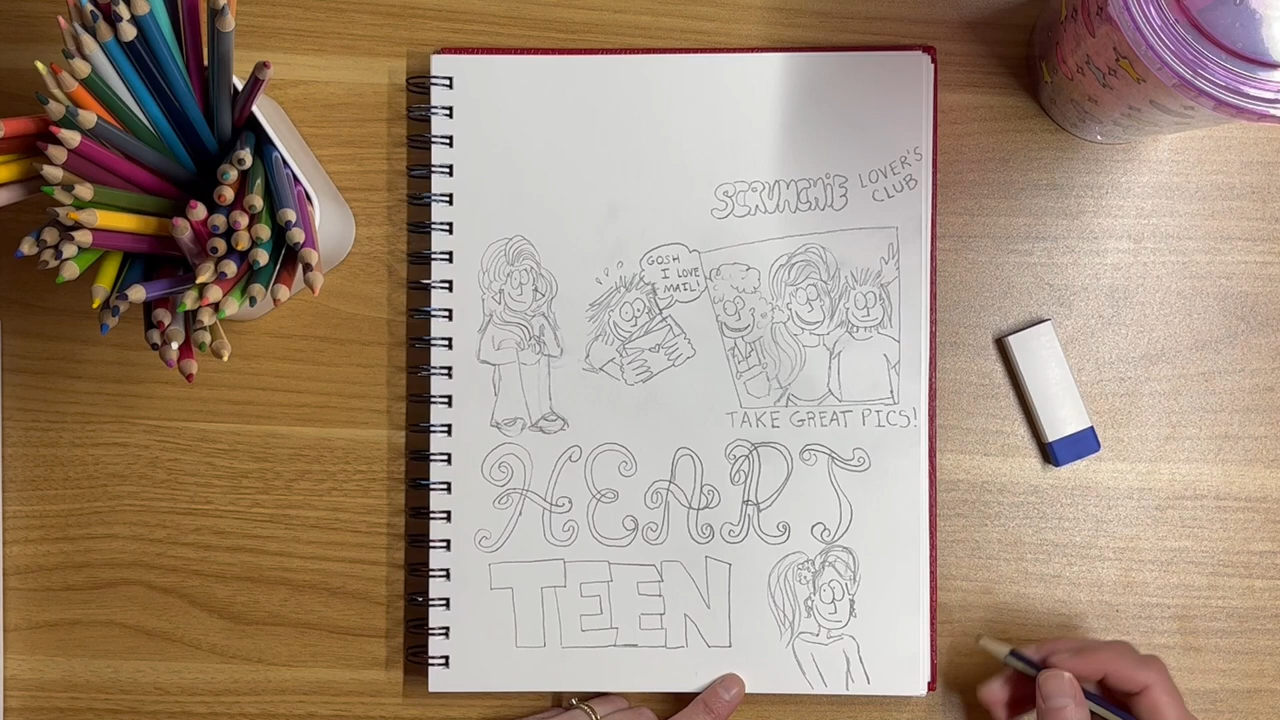 SCRUNCHIE
LOVER'S
CLUB
GOSH
I LOVE
MAIL!
TAKE GREAT PICS!
HEART
TEEN